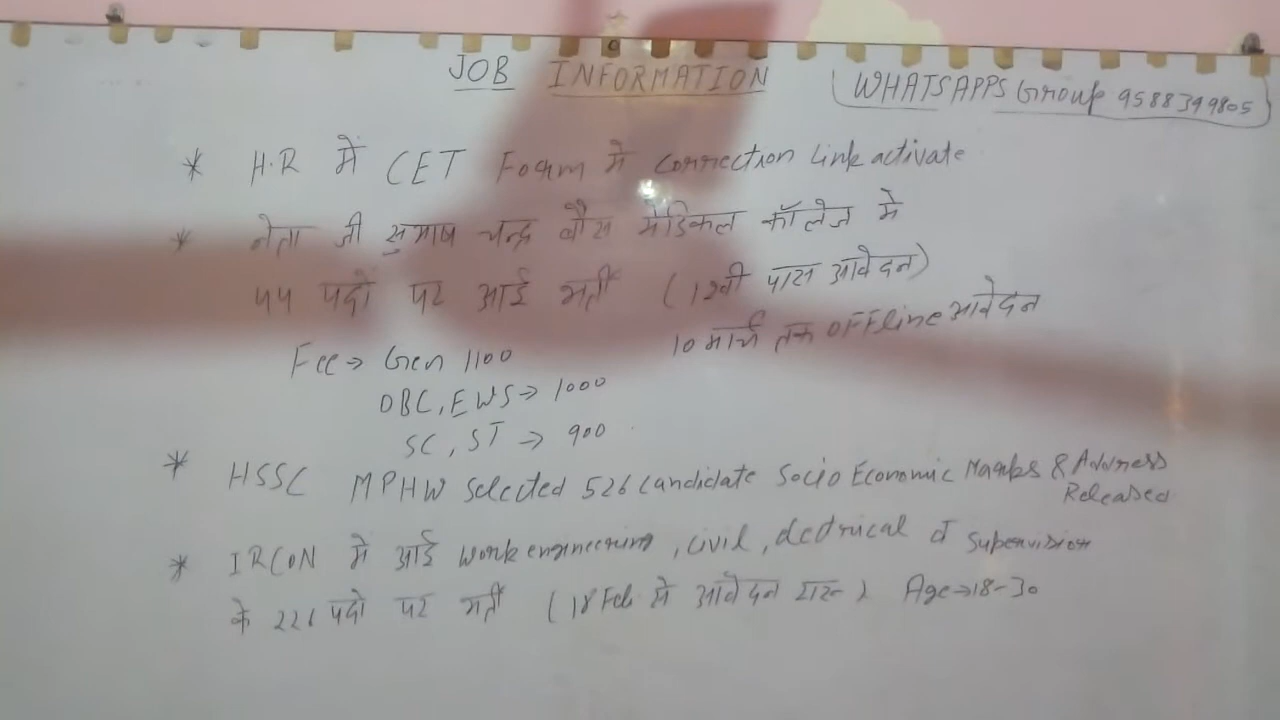 JOB INFORMATION
WHATSAPPS Group 9588399805
* H.R में CET Form में correction Link activate
* नेता जी सुभाष चन्द्र बौस मेडिकल कॉलेज मे
पदो पर आई भर्ती (12वी पास आवेदन)
10 मार्च तक OFFline आवेदन
Fee → Gen 1100
OBC, EWS → 1000
SC, ST → 900
* HSSC MPHW Selected 526 Candidate Socio Economic Marks & Address
Released
* IRCON मे आई work engineering, civil, electrical व supervision
के पदो पर भर्ती (18 Feb से आवेदन शुरू) Age → 18-30